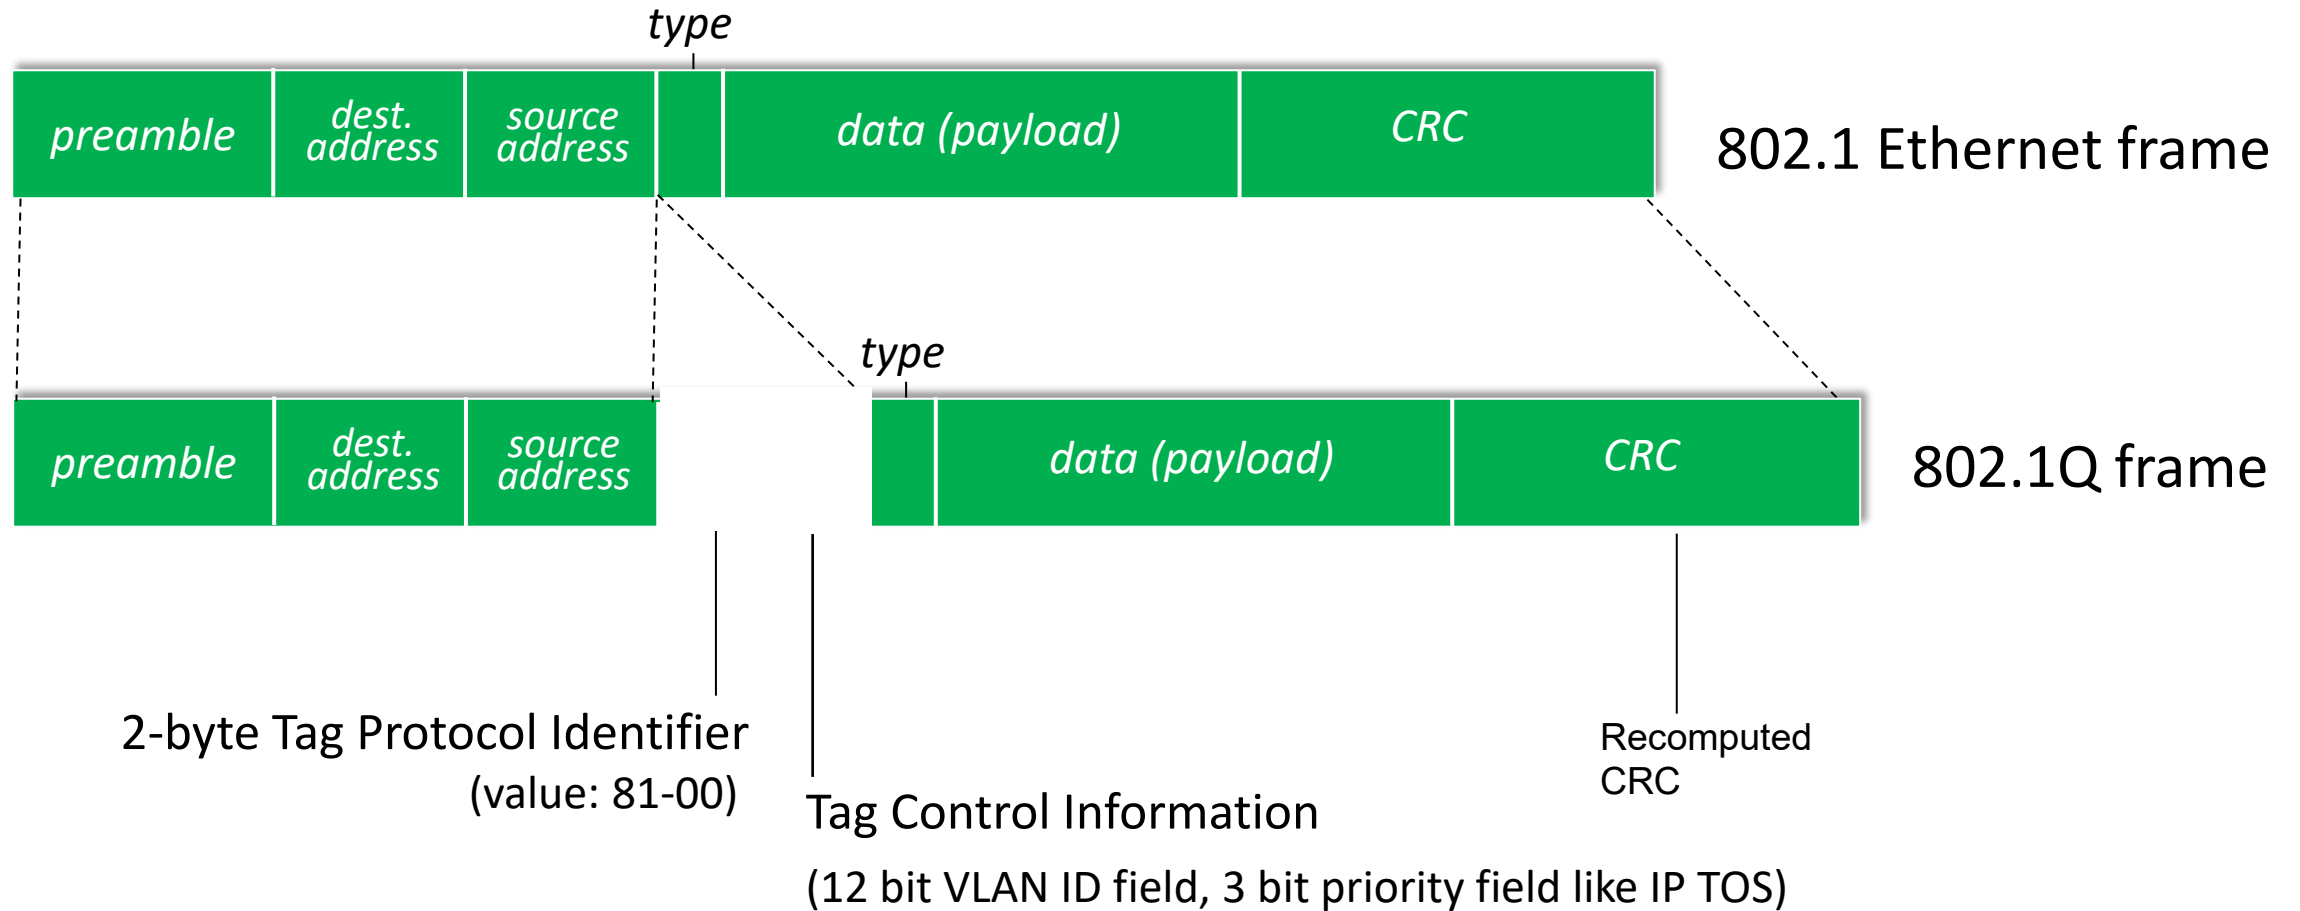 type
preamble
dest.
address
source
address
data (payload)
CRC
802.1 Ethernet frame
type
preamble
dest.
address
source
address
data (payload)
CRC
802.1Q frame
2-byte Tag Protocol Identifier
(value: 81-00)
Recomputed
CRC
Tag Control Information
(12 bit VLAN ID field, 3 bit priority field like IP TOS)